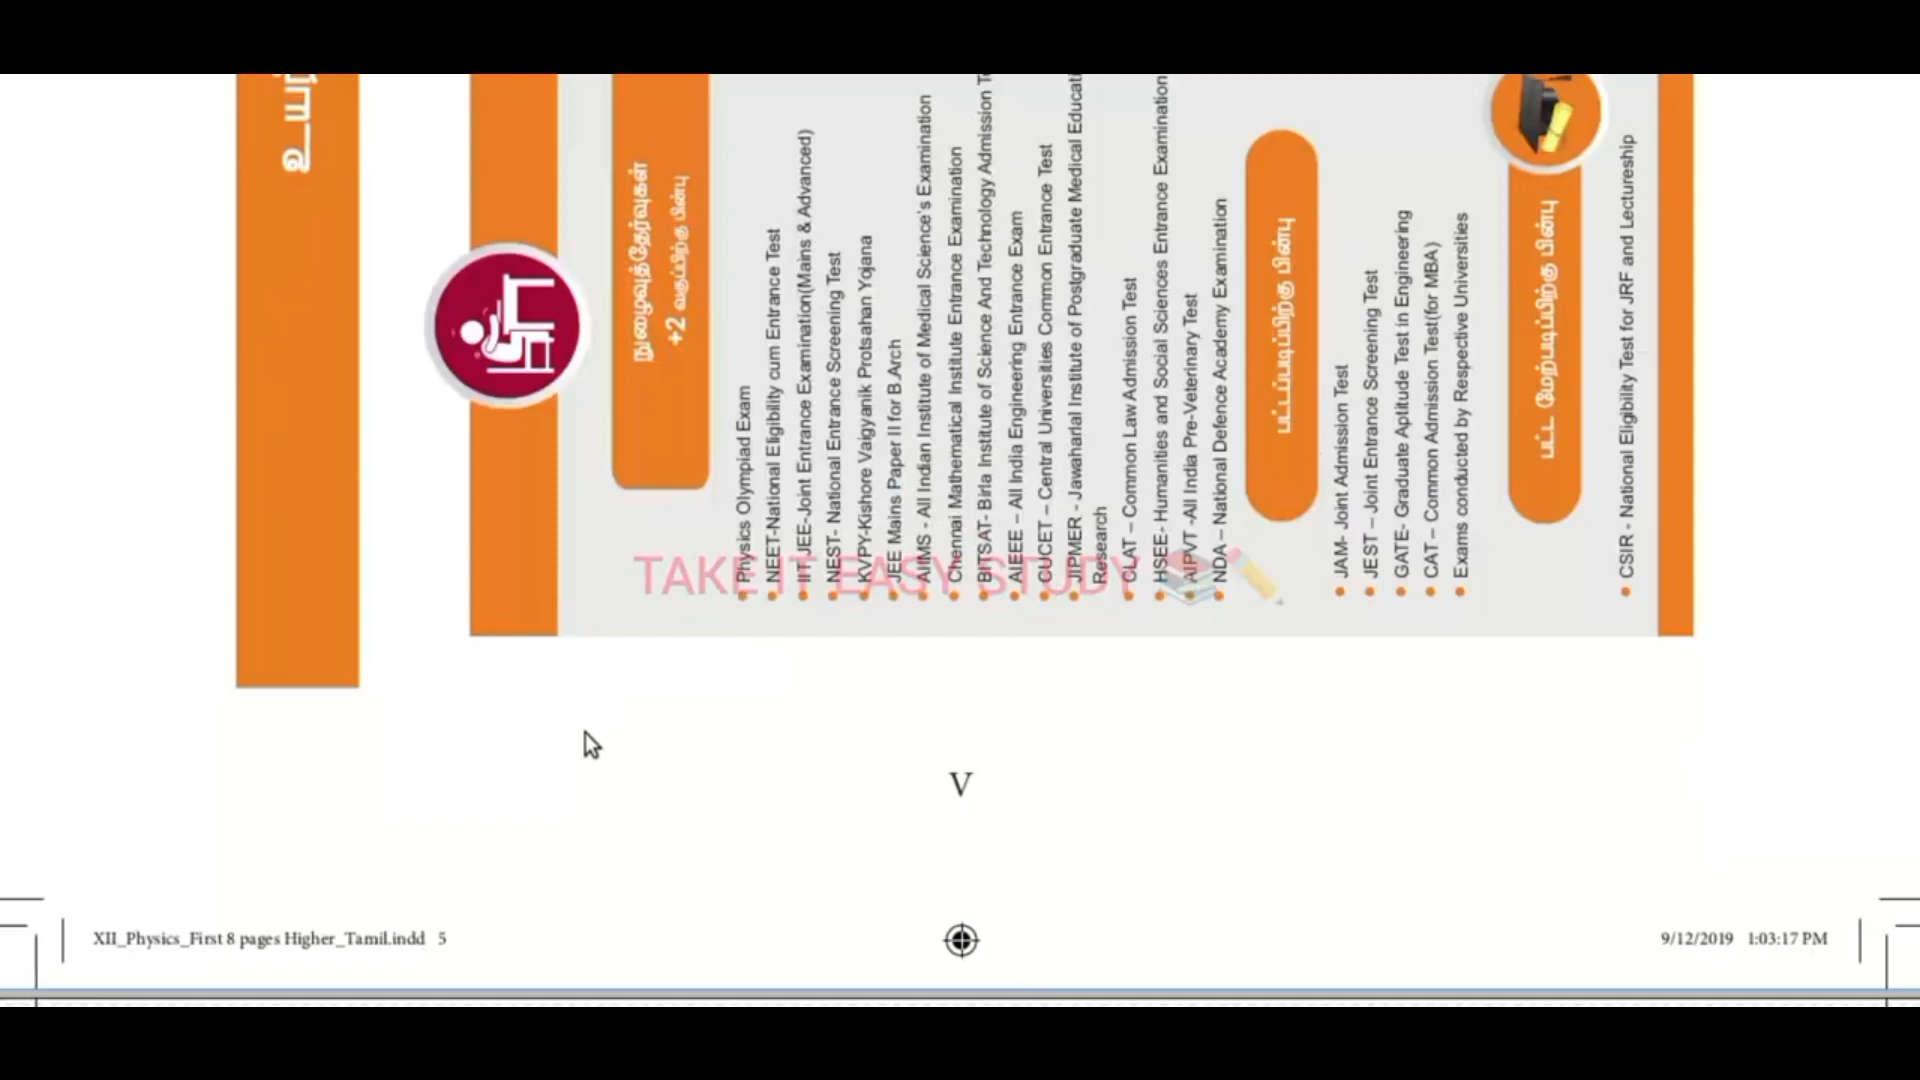 நுழைவுத்தேர்வுகள்
+2 வகுப்பிற்கு பின்பு
Physics Olympiad Exam
NEET-National Eligibility cum Entrance Test
IIT JEE-Joint Entrance Examination(Mains & Advanced)
NEST- National Entrance Screening Test
KVPY-Kishore Vaigyanik Protsahan Yojana
JEE Mains Paper II for B.Arch
AIIMS - All Indian Institute of Medical Science's Examination
Chennai Mathematical Institute Entrance Examination
BITSAT- Birla Institute of Science And Technology Admission
AIEEE – All India Engineering Entrance Exam
CUCET – Central Universities Common Entrance Test
JIPMER - Jawaharlal Institute of Postgraduate Medical
Research
CLAT – Common Law Admission Test
HSEE- Humanities and Social Sciences Entrance Examination
AIPVT -All India Pre-Veterinary Test
NDA – National Defence Academy Examination
பட்டப்படிப்பிற்கு பின்பு
JAM- Joint Admission Test
JEST – Joint Entrance Screening Test
GATE- Graduate Aptitude Test in Engineering
CAT – Common Admission Test(for MBA)
Exams conducted by Respective Universities
பட்ட மேற்படிப்பிற்கு பின்பு
CSIR - National Eligibility Test for JRF and Lectureship
TAKE IT EASY STUDY
V
XII_Physics_First 8 pages Higher_Tamil.indd 5
9/12/2019 1:03:17 PM